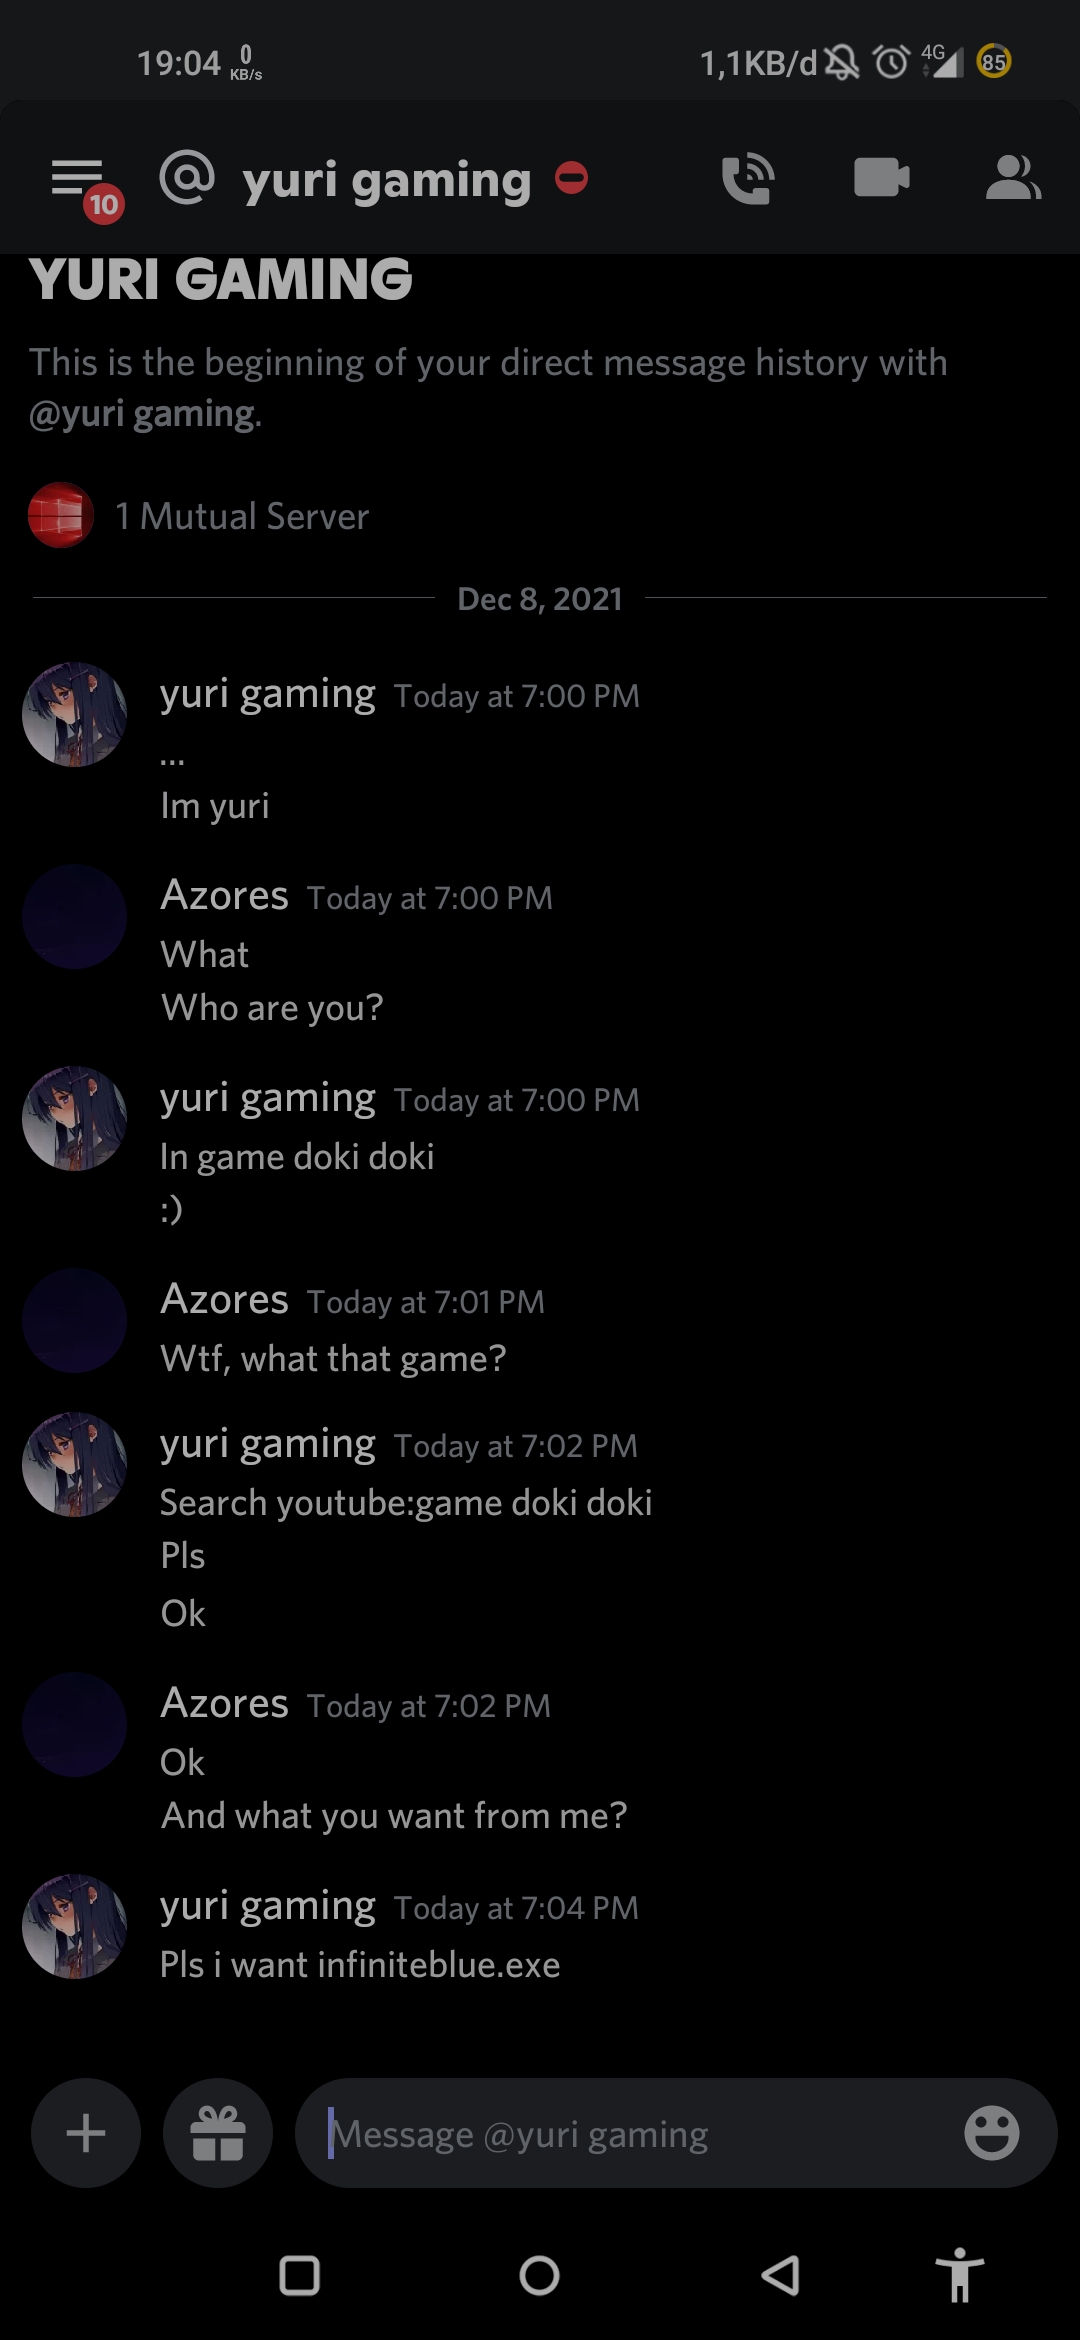 19:04 0 KB/s 1,1KB/d 4G 85
10 @ yuri gaming
YURI GAMING
This is the beginning of your direct message history with
@yuri gaming.
1 Mutual Server
Dec 8, 2021
yuri gaming Today at 7:00 PM
...
Im yuri
Azores Today at 7:00 PM
What
Who are you?
yuri gaming Today at 7:00 PM
In game doki doki
:)
Azores Today at 7:01 PM
Wtf, what that game?
yuri gaming Today at 7:02 PM
Search youtube:game doki doki
Pls
Ok
Azores Today at 7:02 PM
Ok
And what you want from me?
yuri gaming Today at 7:04 PM
Pls i want infiniteblue.exe
Message @yuri gaming